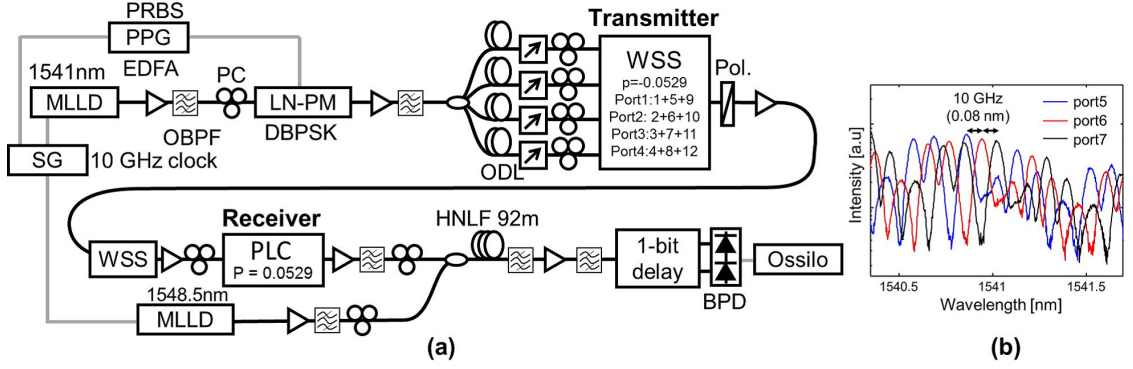 PRBS
PPG
EDFA
1541nm
MLLD
OBPF
PC
LN-PM
DBPSK
SG
10 GHz clock
ODL
Transmitter
WSS
p=-0.0529
Port1:1+5+9
Port2: 2+6+10
Port3:3+7+11
Port4:4+8+12
Pol.
Receiver
WSS
PLC
P = 0.0529
1548.5nm
MLLD
HNLF 92m
1-bit
delay
BPD
Ossilo
(a)
10 GHz
(0.08 nm)
port5
port6
port7
Intensity [a.u]
1540.5
1541
1541.5
Wavelength [nm]
(b)